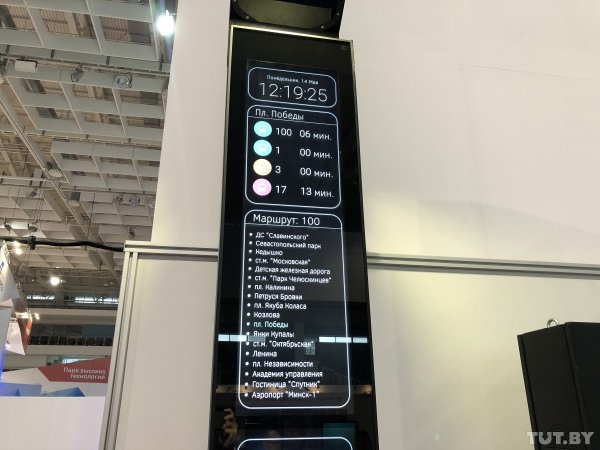 Понедельник, 14 Мая
12:19:25
Пл. Победы
100 06 мин.
1 00 мин.
3 00 мин.
17 13 мин.
Маршрут: 100
ДС "Славинского"
Севастопольский парк
Кедышко
ст.м. "Московская"
Детская железная дорога
ст.м. "Парк Челюскинцев"
пл. Калинина
Петруся Бровки
пл. Якуба Коласа
Козлова
пл. Победы
Янки Купалы
ст.м. "Октябрьская"
Ленина
пл. Независимости
Академия управления
Гостиница "Спутник"
Аэропорт "Минск-1"
Парк высоких
технологий
TUT.BY